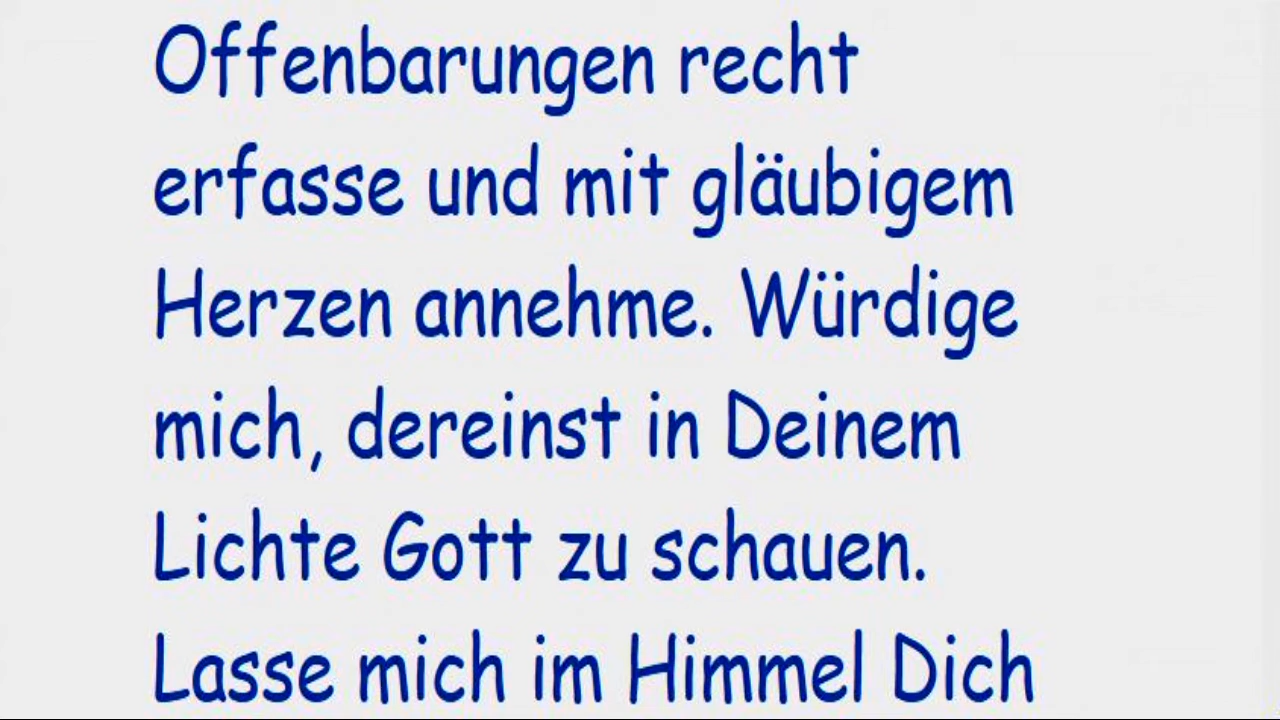 Offenbarungen recht
erfasse und mit gläubigem
Herzen annehme. Würdige
mich, dereinst in Deinem
Lichte Gott zu schauen.
Lasse mich im Himmel Dich